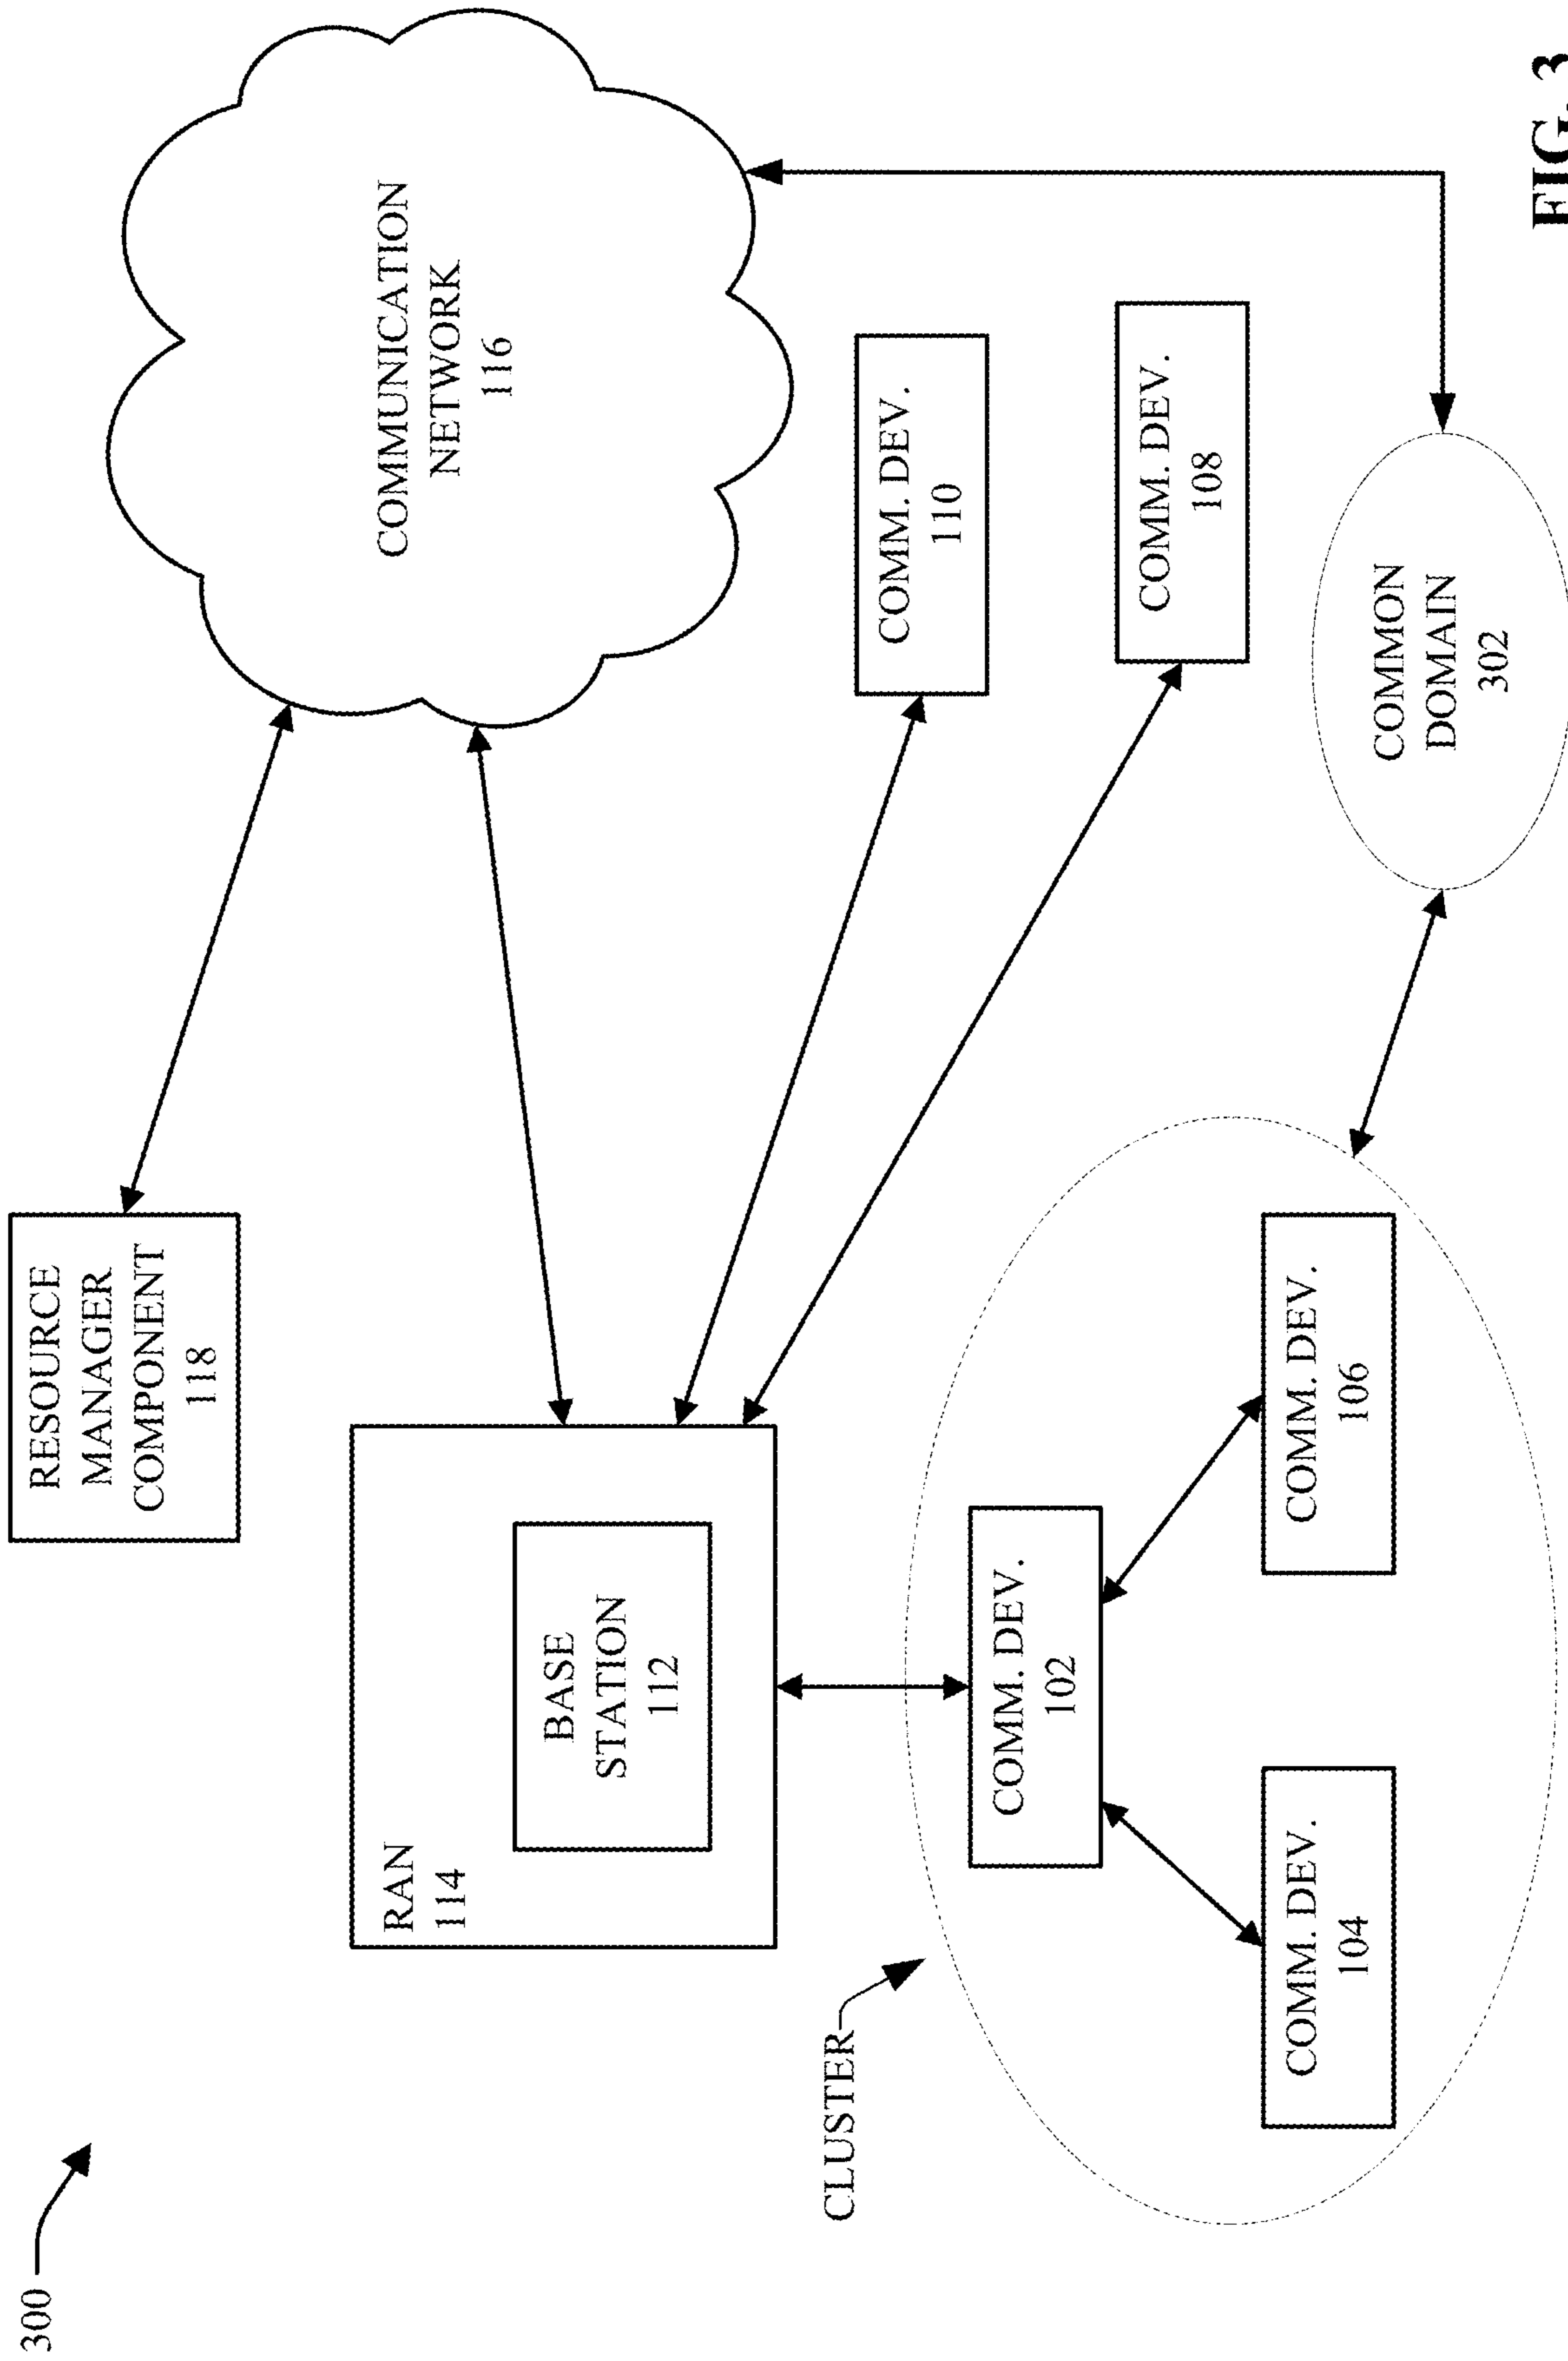 300
RESOURCE
MANAGER
COMPONENT
118
COMMUNICATION
NETWORK
116
RAN
114
BASE
STATION
112
CLUSTER
COMM. DEV.
102
COMM. DEV.
110
COMM. DEV.
108
COMM. DEV.
104
COMM. DEV.
106
COMMON
DOMAIN
302
FIG. 3